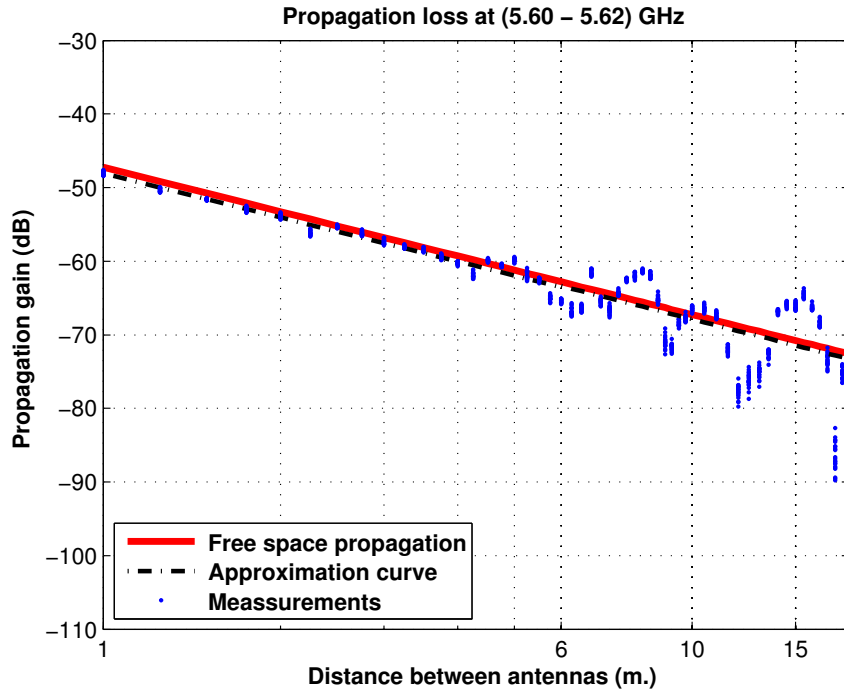 Propagation loss at (5.60 − 5.62) GHz
−30
−40
−50
−60
−70
−80
−90
−100
−110
Propagation gain (dB)
Free space propagation
Approximation curve
Meassurements
1
6
10
15
Distance between antennas (m.)